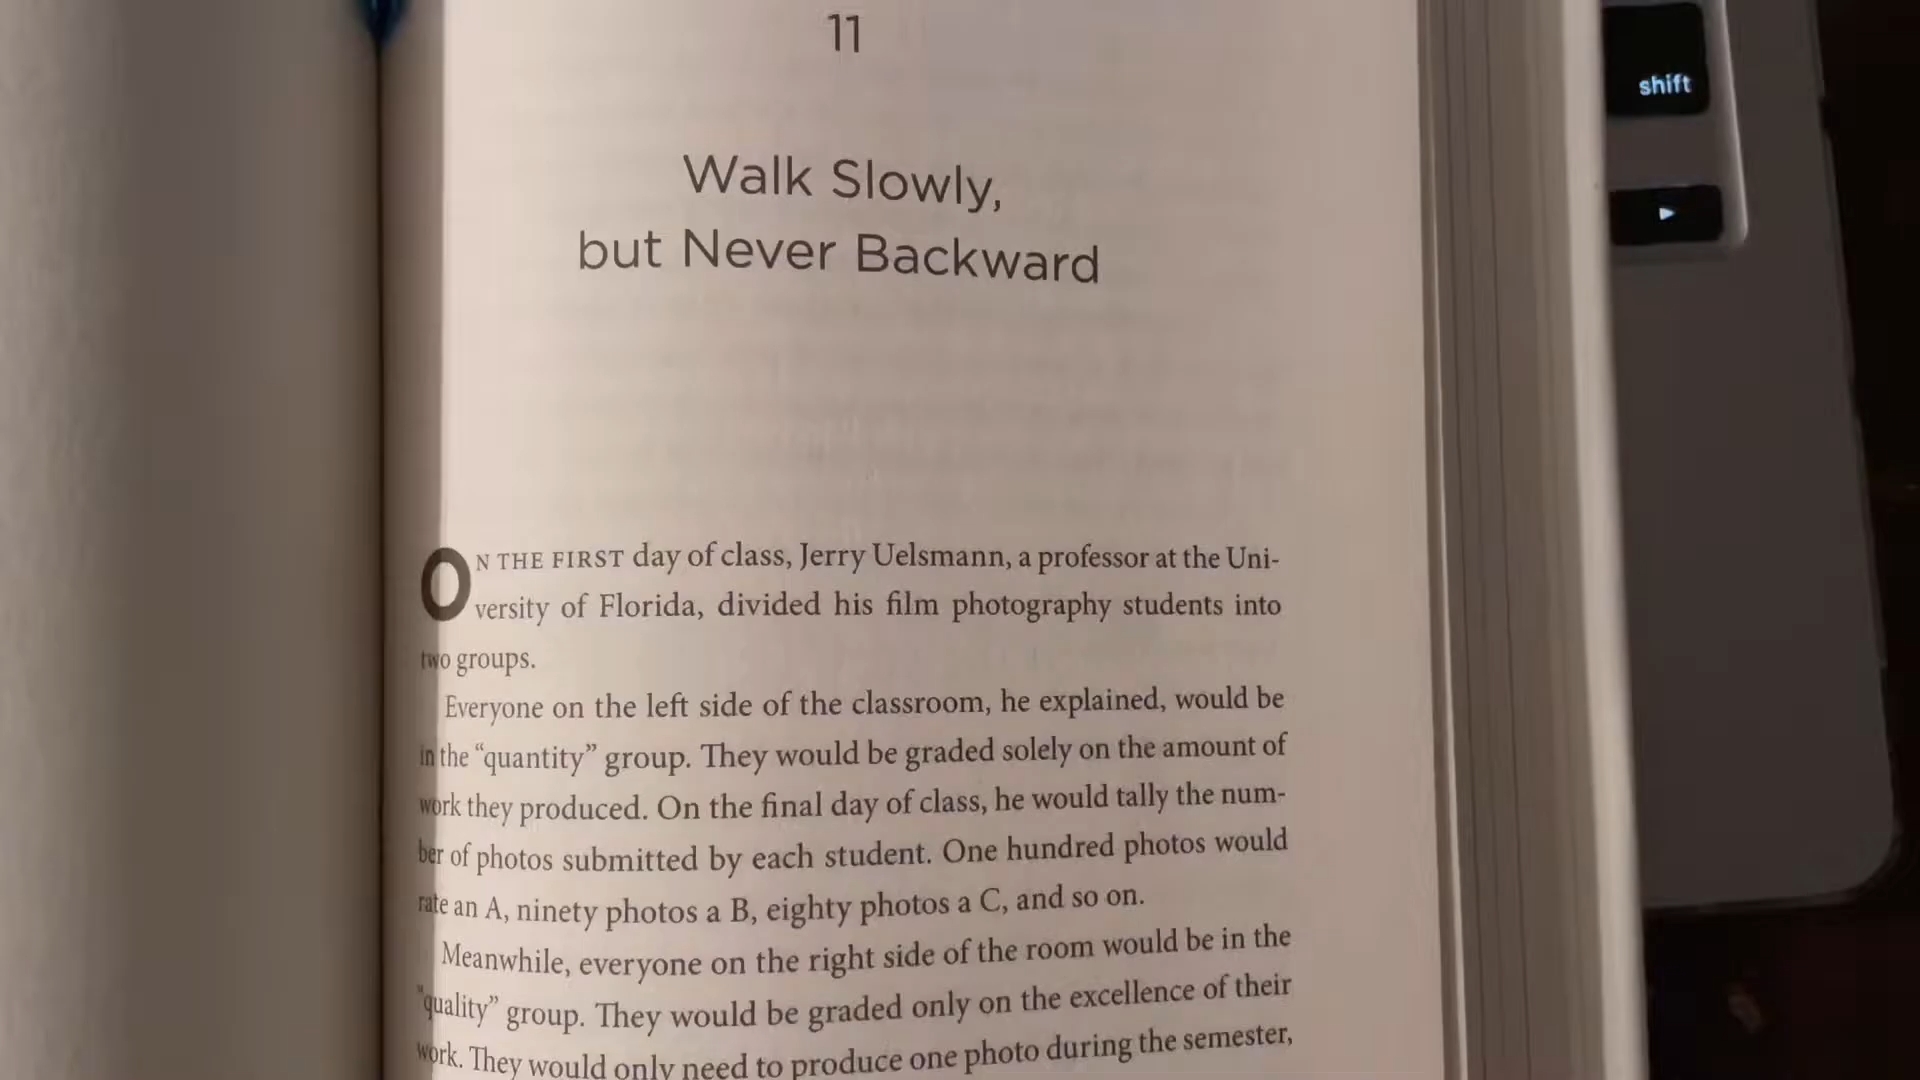 11
Walk Slowly,
but Never Backward
ON THE FIRST day of class, Jerry Uelsmann, a professor at the Uni-
versity of Florida, divided his film photography students into
two groups.
Everyone on the left side of the classroom, he explained, would be
in the “quantity” group. They would be graded solely on the amount of
work they produced. On the final day of class, he would tally the num-
ber of photos submitted by each student. One hundred photos would
rate an A, ninety photos a B, eighty photos a C, and so on.
Meanwhile, everyone on the right side of the room would be in the
“quality” group. They would be graded only on the excellence of their
work. They would only need to produce one photo during the semester,
shift